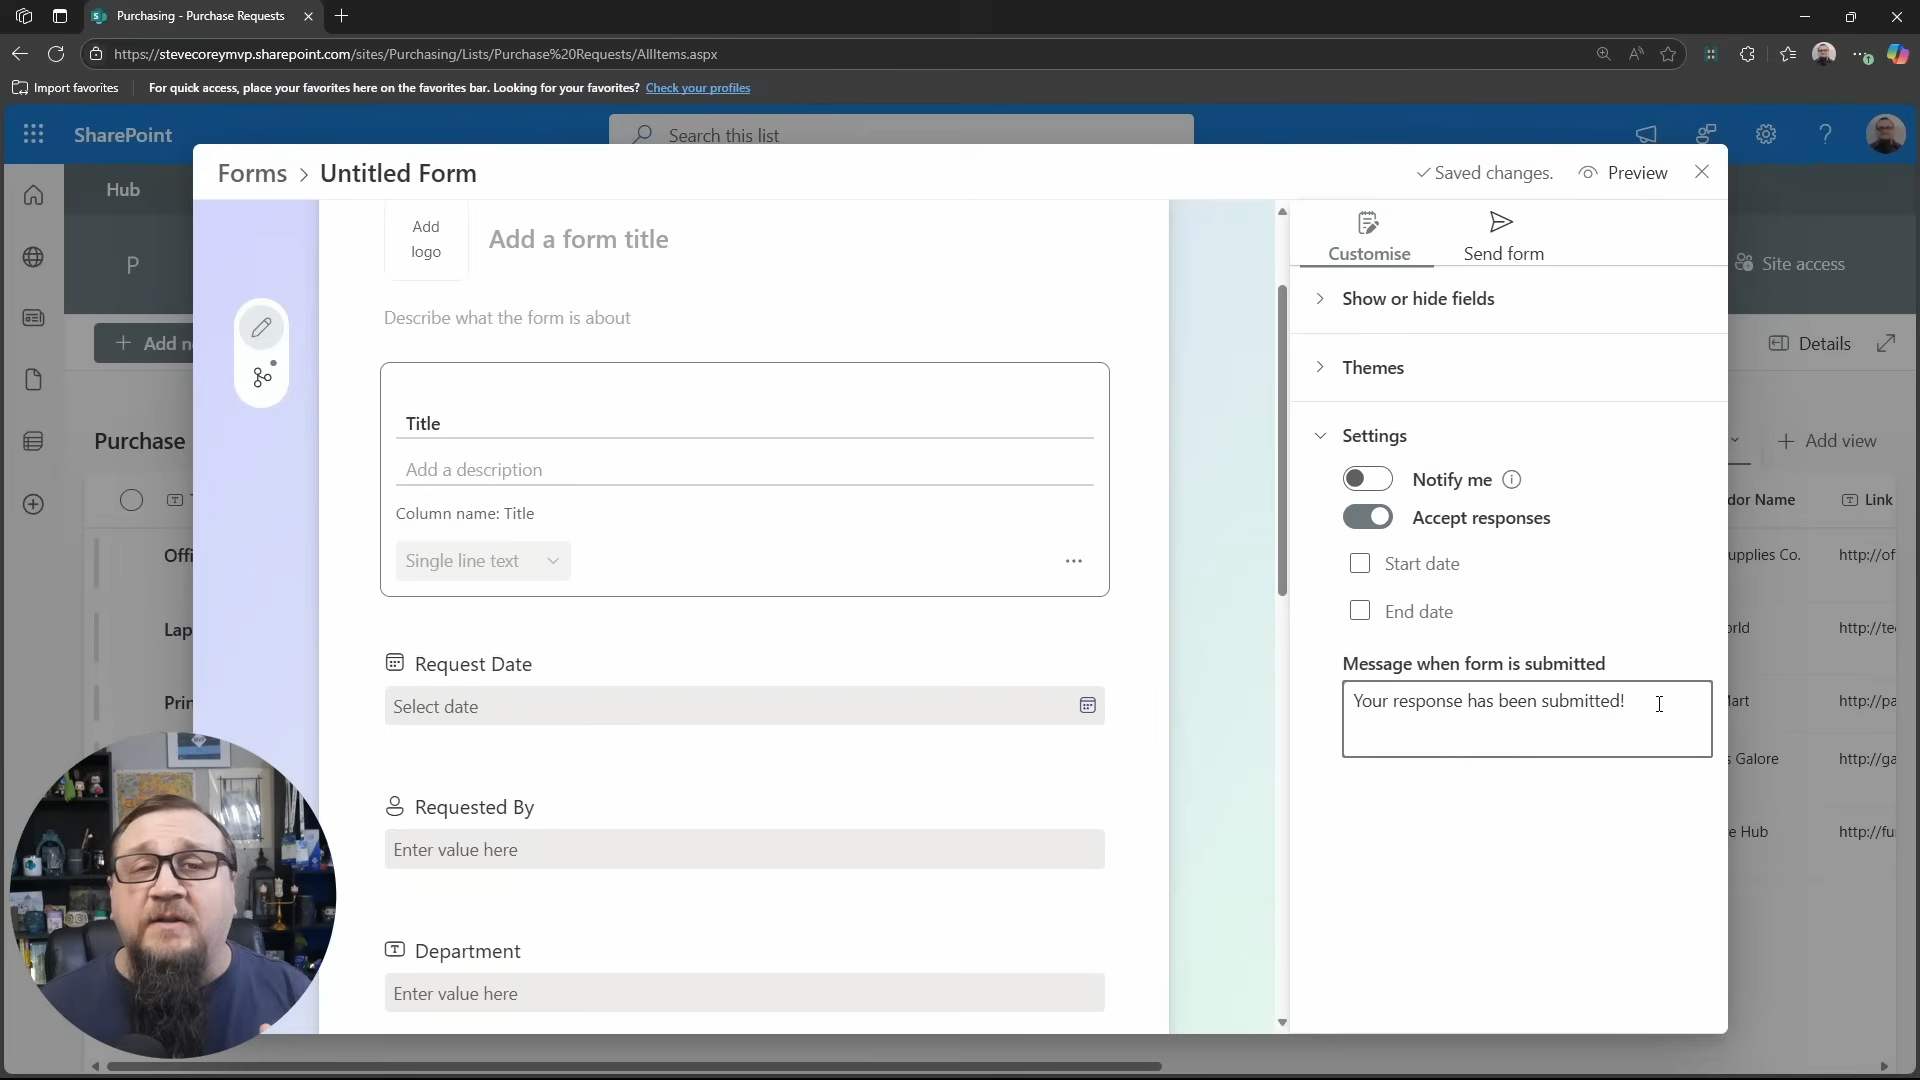 Purchasing - Purchase Requests
https://stevecoreymvp.sharepoint.com/sites/Purchasing/Lists/Purchase%20Requests/AllItems.aspx
Import favorites
For quick access, place your favorites here on the favorites bar. Looking for your favorites? Check your profiles
SharePoint
Search this list
Hub
Forms > Untitled Form
Saved changes.
Preview
P
Add logo
Add a form title
Customise
Send form
Site access
Show or hide fields
Describe what the form is about
+ Add n
Details
Themes
Title
Purchase
Settings
+ Add view
Add a description
Notify me
dor Name
Link
Column name: Title
Accept responses
Offi
Single line text
Start date
upplies Co.
http://of
End date
Lap
orld
http://te
Request Date
Message when form is submitted
Prin
Select date
Your response has been submitted!
Mart
http://pa
s Galore
http://ga
Requested By
e Hub
http://fu
Enter value here
Department
Enter value here